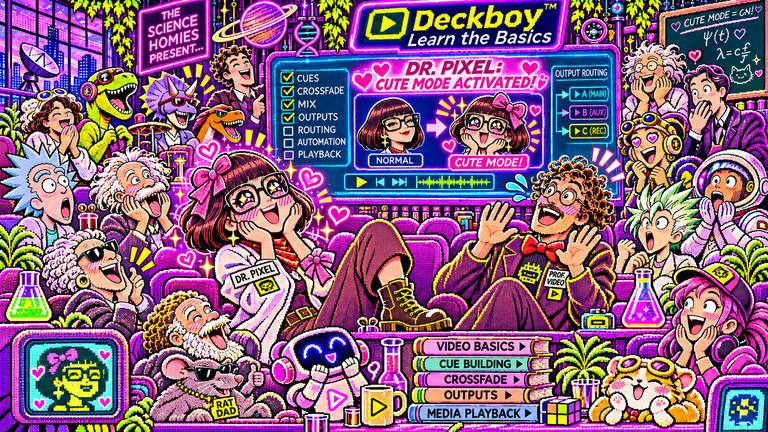 THE
SCIENCE
HOMIES
PRESENT...
Deckboy™
Learn the Basics
CUTE MODE = ON!
ψ(t)
CUES
CROSSFADE
MIX
OUTPUTS
ROUTING
AUTOMATION
PLAYBACK
DR. PIXEL:
CUTE MODE ACTIVATED!
NORMAL
CUTE MODE!
OUTPUT ROUTING
A (MAIN)
B (AUX)
C (REC)
DR. PIXEL
PROF.
VIDEO
RAT
DAD
VIDEO BASICS
CUE BUILDING
CROSSFADE
OUTPUTS
MEDIA PLAYBACK